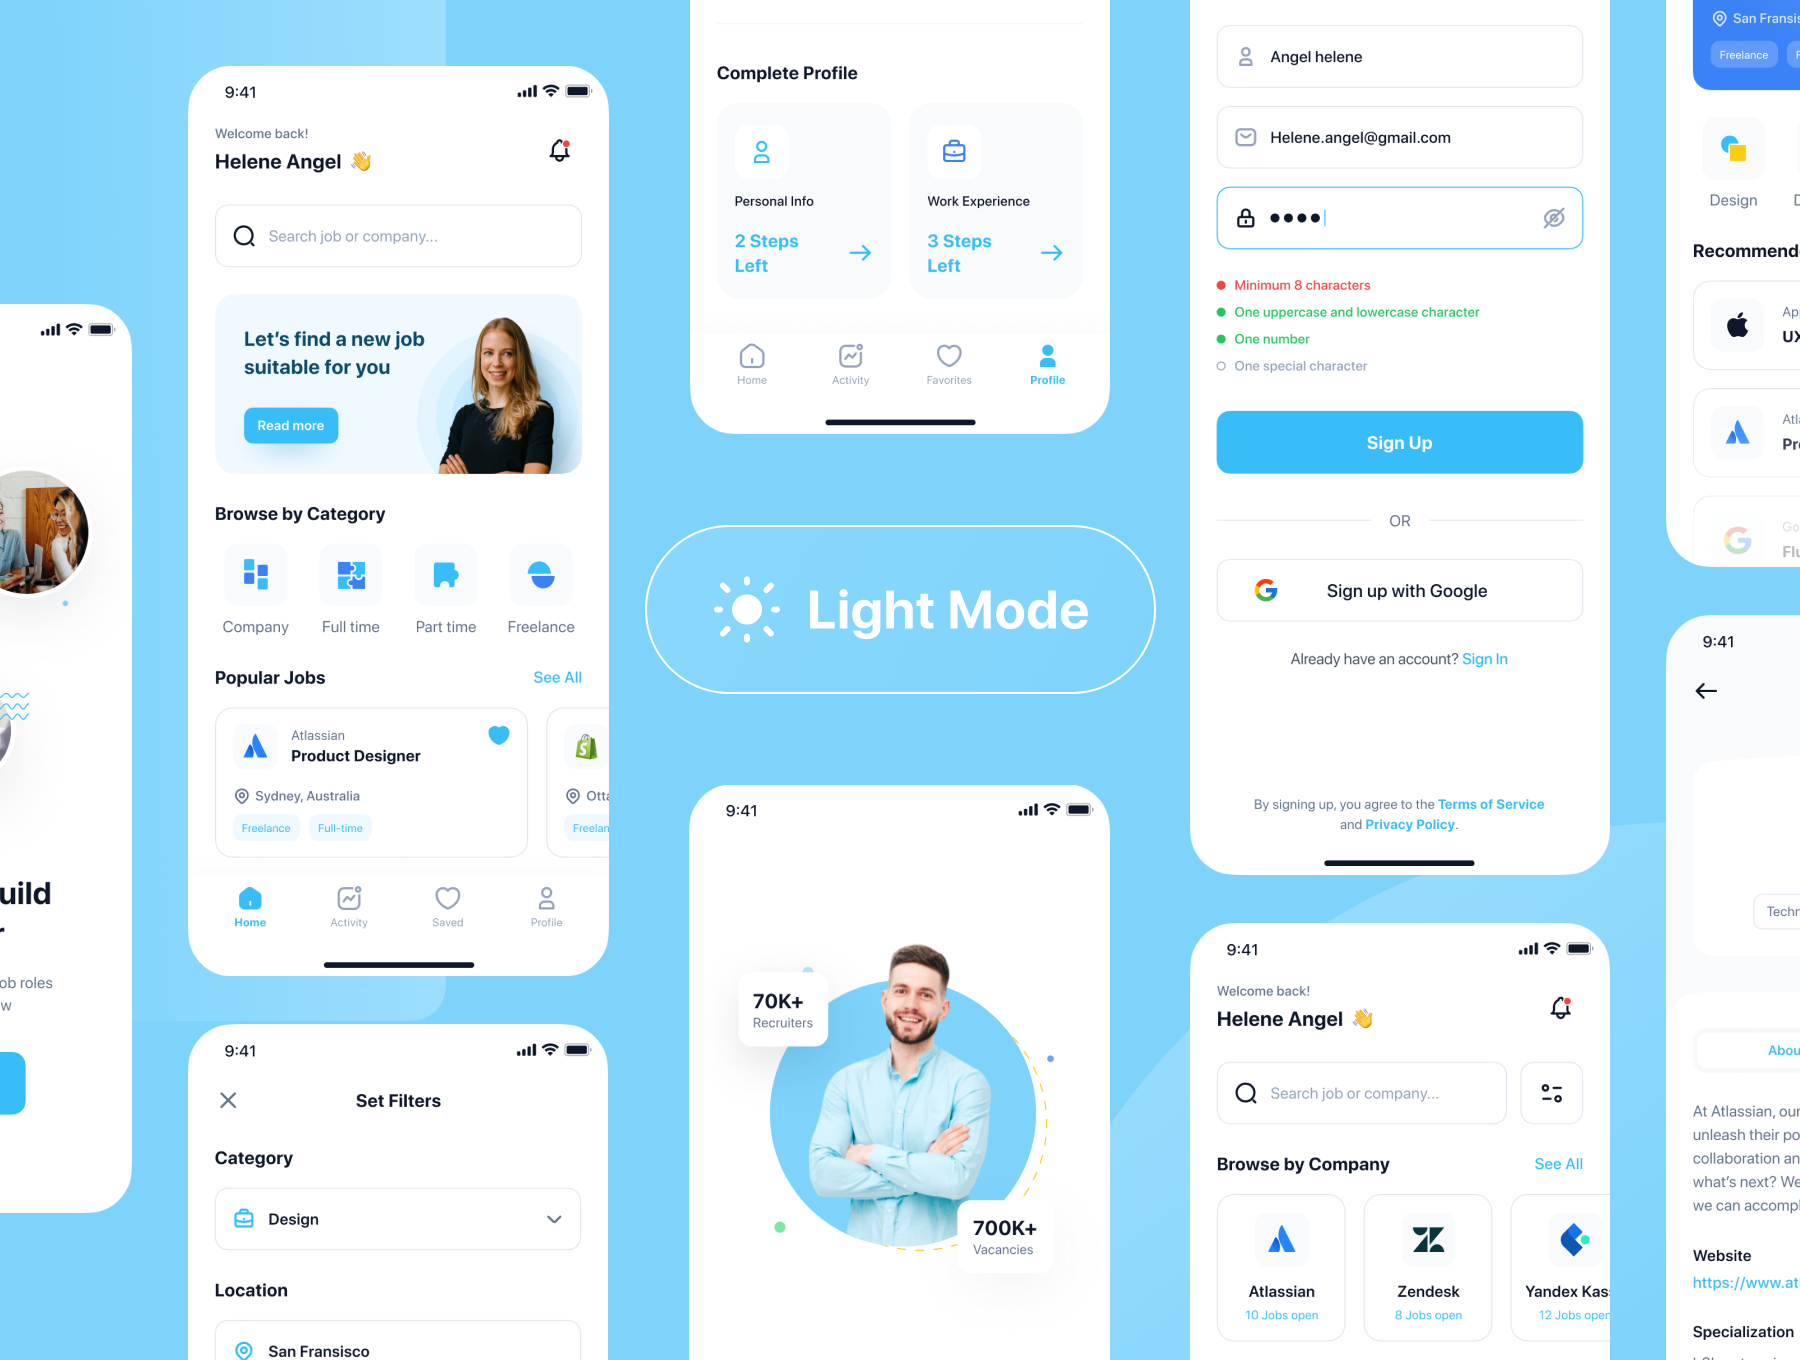 uild
r
ob roles
w
9:41
Welcome back!
Helene Angel 👋
Search job or company...
Let's find a new job
suitable for you
Read more
Browse by Category
Company
Full time
Part time
Freelance
Popular Jobs
See All
Atlassian
Product Designer
Sydney, Australia
Freelance
Full-time
Otta
Freelan
Home
Activity
Saved
Profile
9:41
Set Filters
Category
Design
Location
San Fransisco
Complete Profile
Personal Info
2 Steps
Left
Work Experience
3 Steps
Left
Home
Activity
Favorites
Profile
Light Mode
9:41
70K+
Recruiters
700K+
Vacancies
Angel helene
Helene.angel@gmail.com
Minimum 8 characters
One uppercase and lowercase character
One number
One special character
Sign Up
OR
Sign up with Google
Already have an account? Sign In
By signing up, you agree to the Terms of Service
and Privacy Policy.
9:41
Welcome back!
Helene Angel 👋
Search job or company...
Browse by Company
See All
Atlassian
10 Jobs open
Zendesk
8 Jobs open
Yandex Kas
12 Jobs open
San Fransis
Freelance
F
Design
D
Recommend
App
UX
Atl
Pr
Go
Flu
9:41
Techn
Abou
At Atlassian, our
unleash their po
collaboration an
what's next? We
we can accompl
Website
https://www.at
Specialization